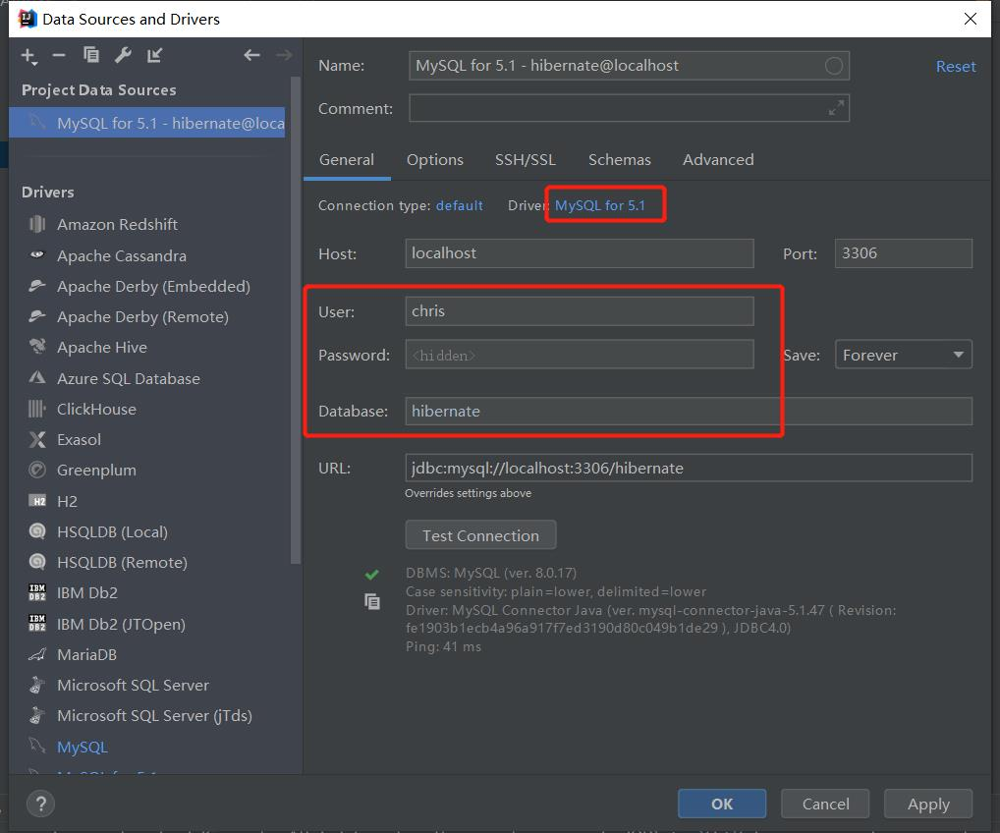 Data Sources and Drivers
Project Data Sources
MySQL for 5.1 - hibernate@loca
Drivers
Amazon Redshift
Apache Cassandra
Apache Derby (Embedded)
Apache Derby (Remote)
Apache Hive
Azure SQL Database
ClickHouse
Exasol
Greenplum
H2
HSQLDB (Local)
HSQLDB (Remote)
IBM Db2
IBM Db2 (JTOpen)
MariaDB
Microsoft SQL Server
Microsoft SQL Server (jTds)
MySQL
Name: MySQL for 5.1 - hibernate@localhost Reset
Comment:
General Options SSH/SSL Schemas Advanced
Connection type: default Driver MySQL for 5.1
Host: localhost Port: 3306
User: chris
Password: <hidden> Save: Forever
Database: hibernate
URL: jdbc:mysql://localhost:3306/hibernate
Overrides settings above
Test Connection
DBMS: MySQL (ver. 8.0.17)
Case sensitivity: plain=lower, delimited=lower
Driver: MySQL Connector Java (ver. mysql-connector-java-5.1.47 ( Revision:
fe1903b1ecb4a96a917f7ed3190d80c049b1de29 ), JDBC4.0)
Ping: 41 ms
? OK Cancel Apply